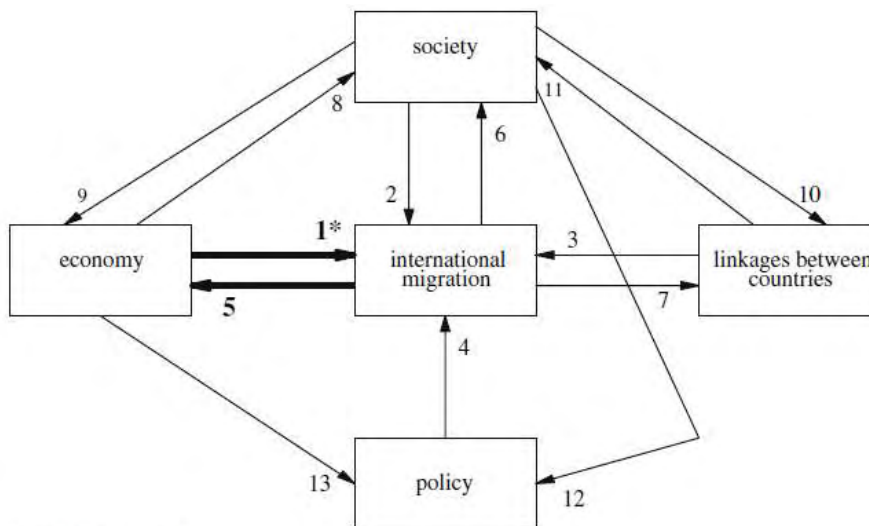 society
8
11
6
9
2
10
economy
1*
international
migration
3
linkages between
countries
5
7
4
policy
13
12